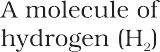 A molecule of
hydrogen (H₂)